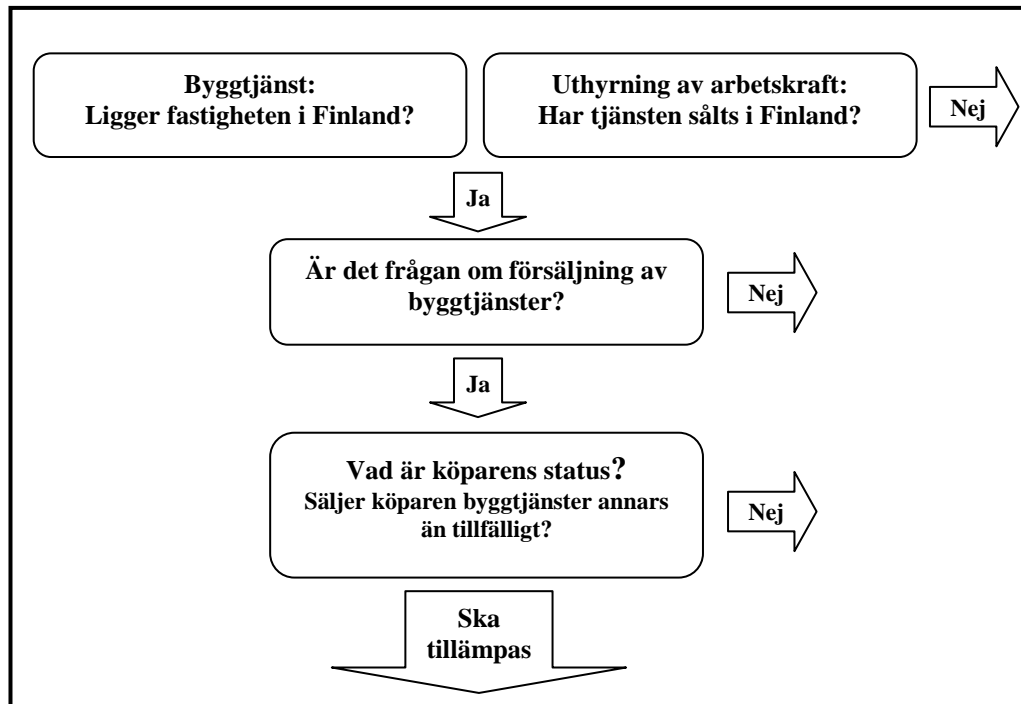 Byggtjänst:
Ligger fastigheten i Finland?
Uthyrning av arbetskraft:
Har tjänsten sålts i Finland?
Nej
Ja
Är det frågan om försäljning av
byggtjänster?
Nej
Ja
Vad är köparens status?
Säljer köparen byggtjänster annars
än tillfälligt?
Nej
Ska
tillämpas